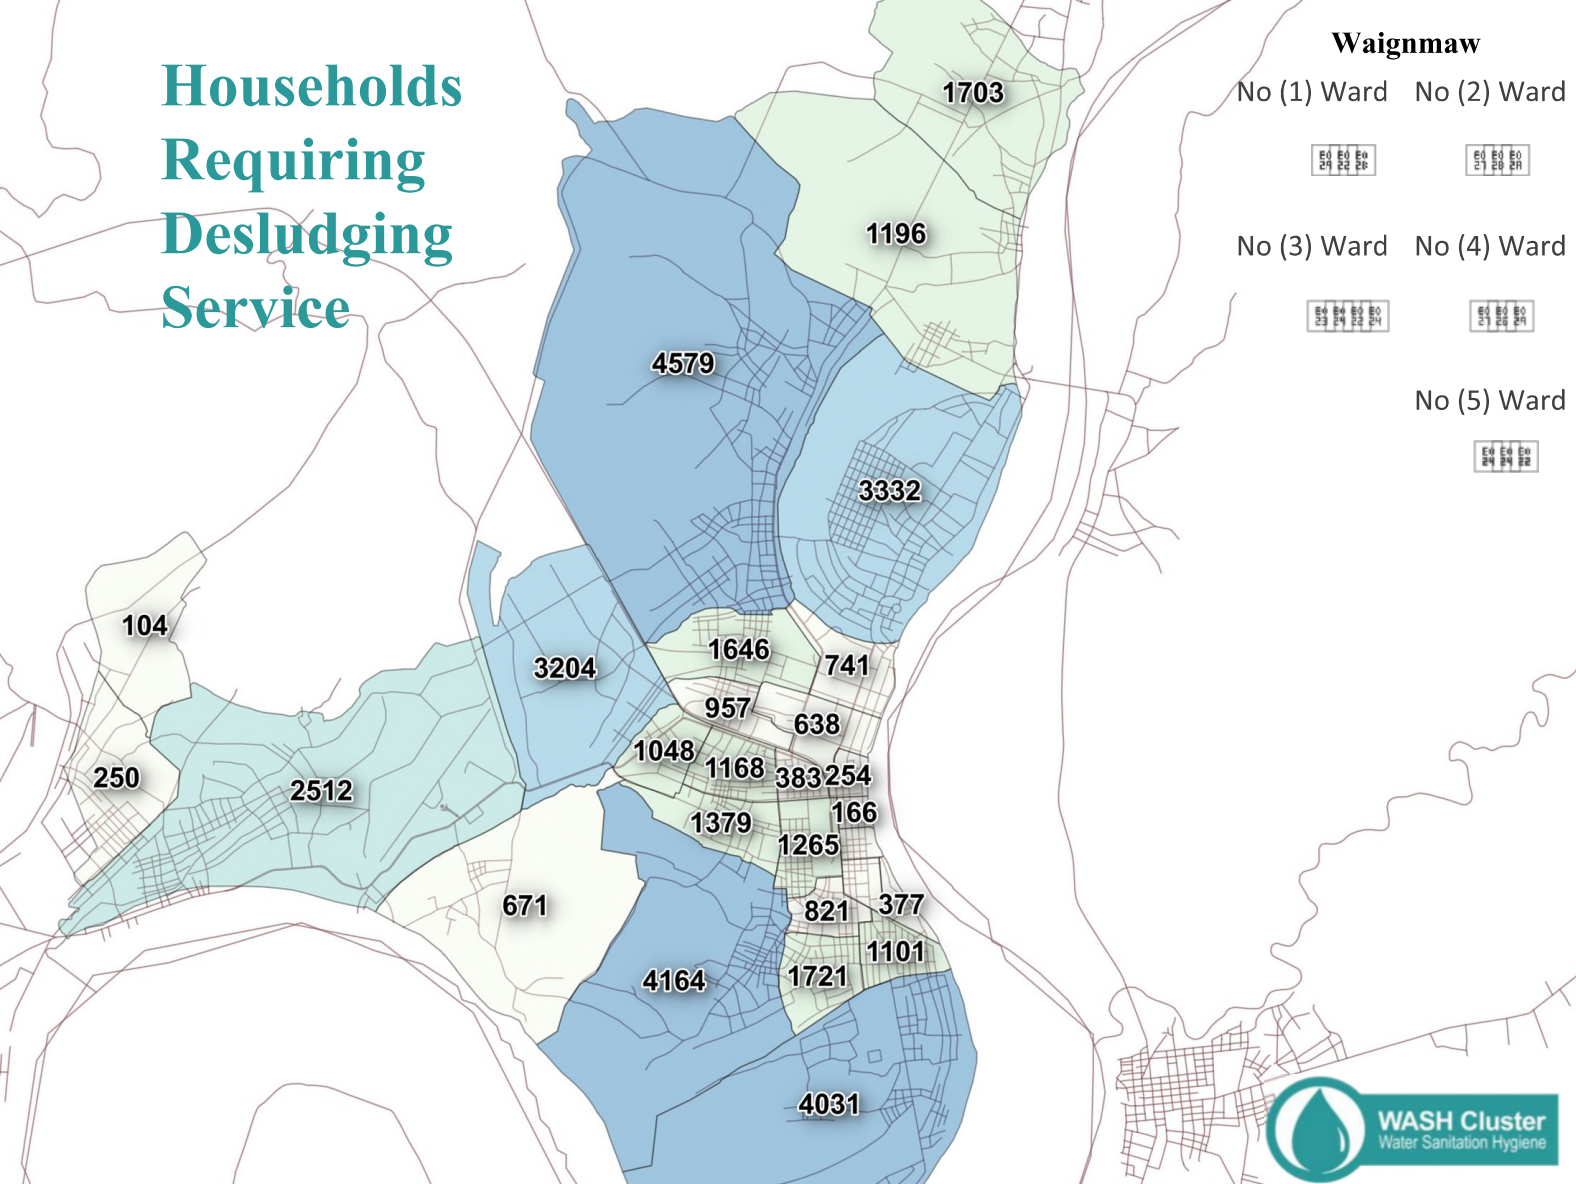 Households
Requiring
Desludging
Service
Waignmaw
No (1) Ward No (2) Ward
No (3) Ward No (4) Ward
No (5) Ward
1703
1196
4579
3332
104
3204
1646
741
957
638
1048
1168
383
254
250
2512
166
1379
1265
671
821
377
1101
4164
1721
4031
WASH Cluster
Water Sanitation Hygiene